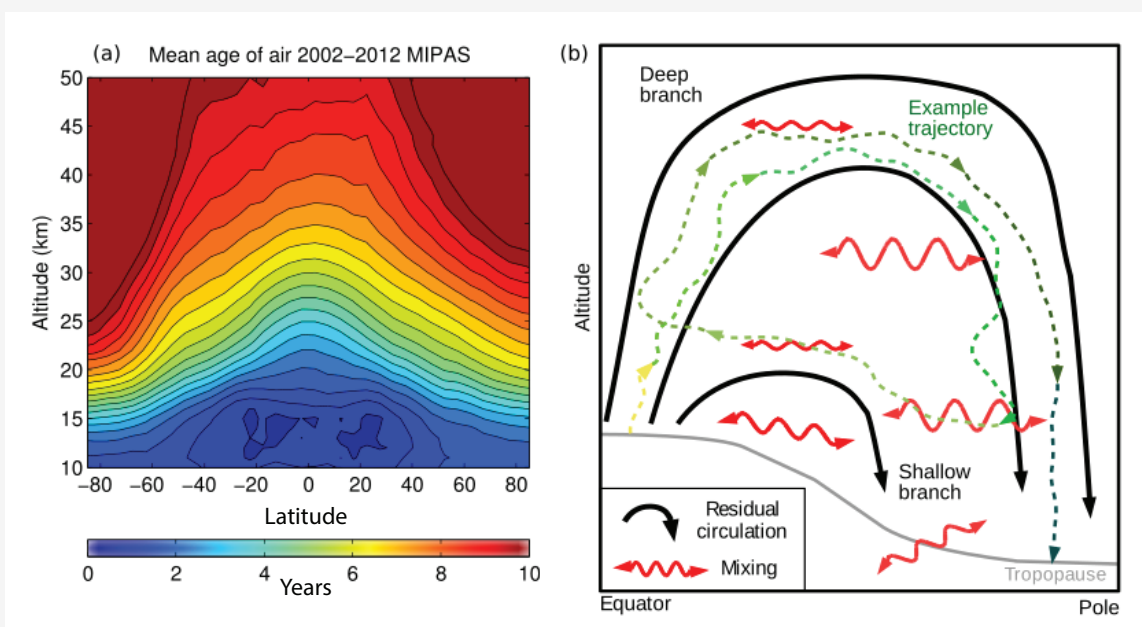 (a) Mean age of air 2002−2012 MIPAS
50
45
40
35
30
25
20
15
10
Altitude (km)
−80 −60 −40 −20 0 20 40 60 80
Latitude
0 2 4 6 8 10
Years
(b)
Deep
branch
Example
trajectory
Altitude
Shallow
branch
Residual
circulation
Mixing
Tropopause
Equator
Pole